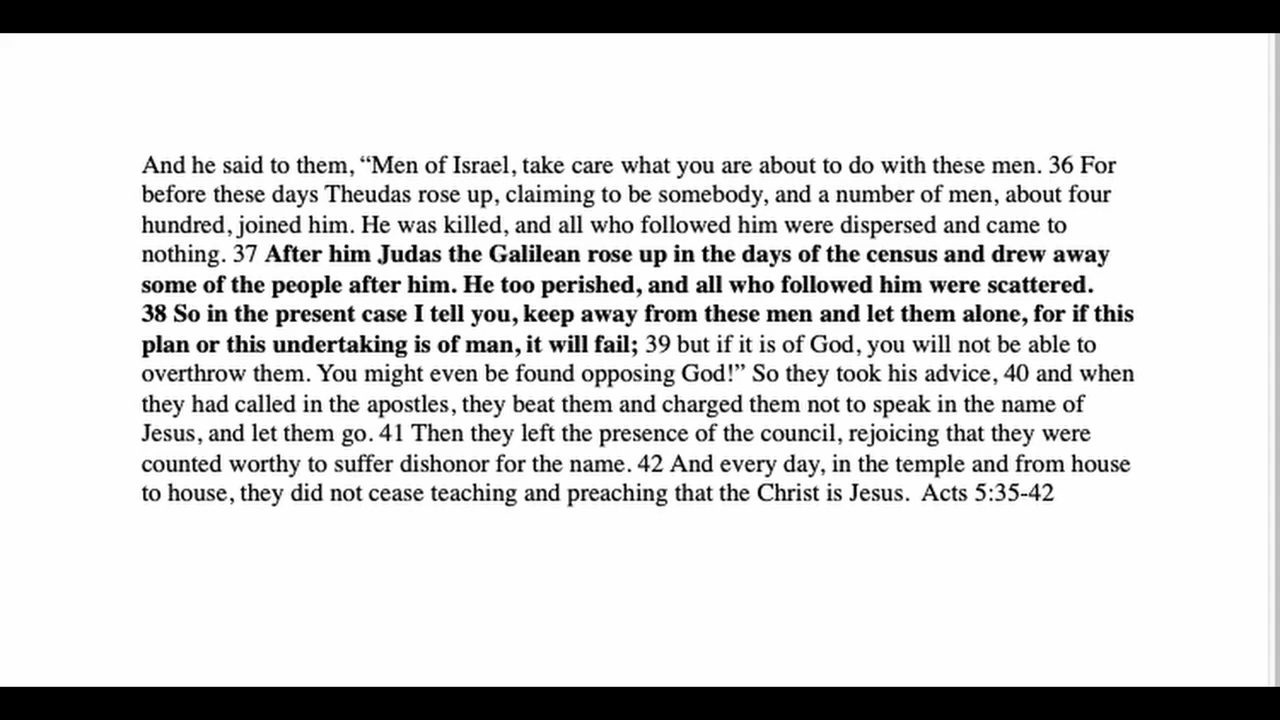 And he said to them, “Men of Israel, take care what you are about to do with these men. 36 For
before these days Theudas rose up, claiming to be somebody, and a number of men, about four
hundred, joined him. He was killed, and all who followed him were dispersed and came to
nothing. 37 After him Judas the Galilean rose up in the days of the census and drew away
some of the people after him. He too perished, and all who followed him were scattered.
38 So in the present case I tell you, keep away from these men and let them alone, for if this
plan or this undertaking is of man, it will fail; 39 but if it is of God, you will not be able to
overthrow them. You might even be found opposing God!” So they took his advice, 40 and when
they had called in the apostles, they beat them and charged them not to speak in the name of
Jesus, and let them go. 41 Then they left the presence of the council, rejoicing that they were
counted worthy to suffer dishonor for the name. 42 And every day, in the temple and from house
to house, they did not cease teaching and preaching that the Christ is Jesus.  Acts 5:35-42